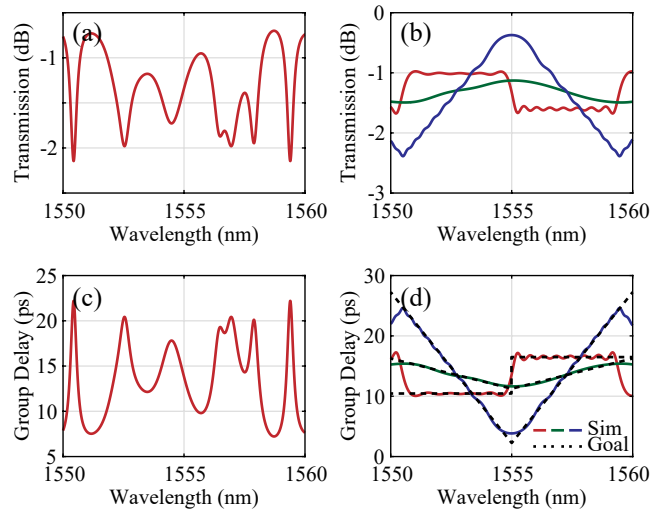 (a)
Transmission (dB)
-1
-2
1550
1555
1560
Wavelength (nm)
(b)
Transmission (dB)
0
-1
-2
-3
1550
1555
1560
Wavelength (nm)
(c)
Group Delay (ps)
25
20
15
10
5
1550
1555
1560
Wavelength (nm)
(d)
Group Delay (ps)
30
20
10
0
Sim
Goal
1550
1555
1560
Wavelength (nm)